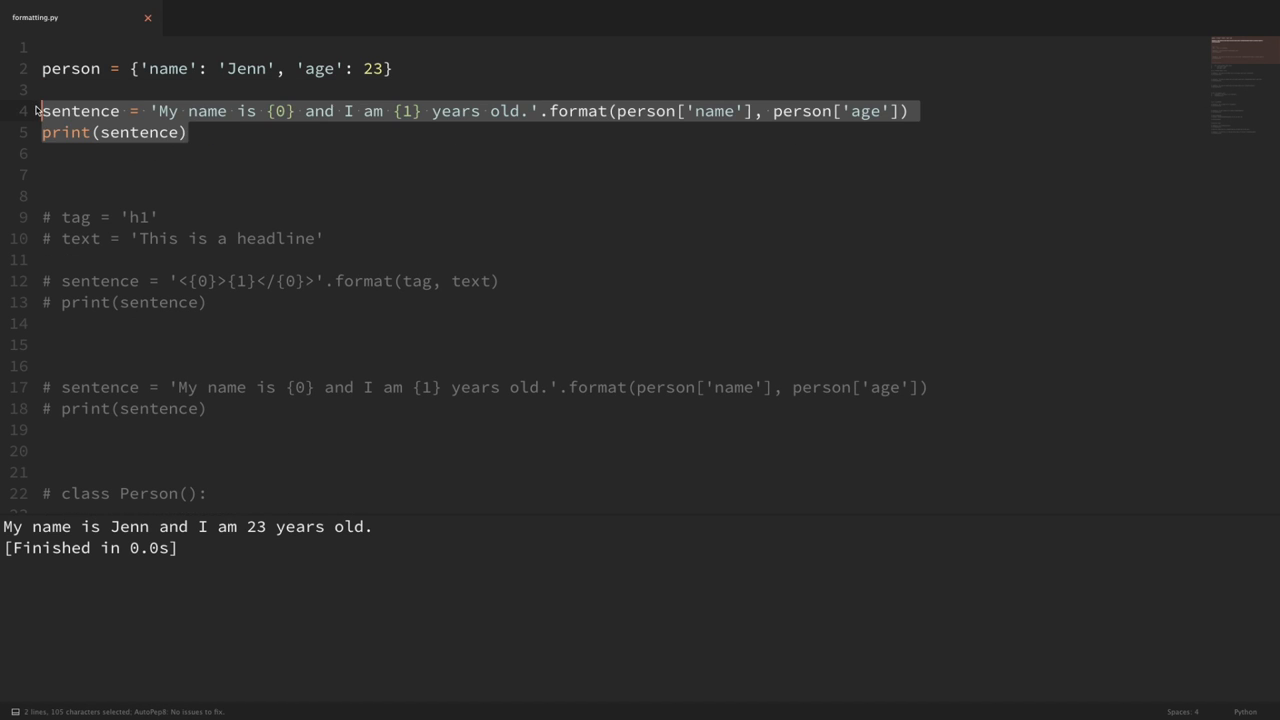 formatting.py
1
2 person = {'name': 'Jenn', 'age': 23}
3
4 sentence = 'My name is {0} and I am {1} years old.'.format(person['name'], person['age'])
5 print(sentence)
6
7
8
9 # tag = 'h1'
10 # text = 'This is a headline'
11
12 # sentence = '<{0}>{1}</{0}>'.format(tag, text)
13 # print(sentence)
14
15
16
17 # sentence = 'My name is {0} and I am {1} years old.'.format(person['name'], person['age'])
18 # print(sentence)
19
20
21
22 # class Person():
My name is Jenn and I am 23 years old.
[Finished in 0.0s]
2 lines, 105 characters selected; AutoPep8: No issues to fix. Spaces: 4 Python